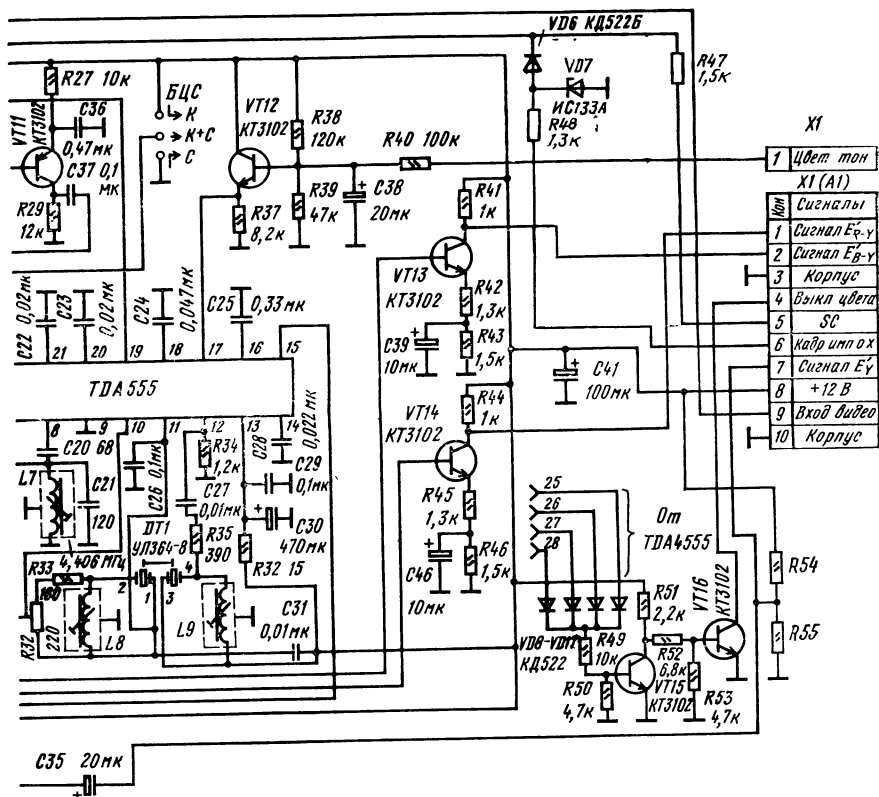 VD6 КД522Б
R27 10к
БЦС
К
К+С
С
C36
VT11
КТ3102
0,47мк
C37 0,1
мк
R29
12к
VT12
КТ3102
R38
120к
R40 100к
VD7
ИС133А
R48
1,3к
R47
1,5к
X1
1 Цвет тон
X1 (A1)
Кон Сигналы
1 Сигнал E'R-Y
2 Сигнал E'B-Y
3 Корпус
4 Выкл цвета
5 SC
6 Кадр имп о х
7 Сигнал E'Y
8 +12 В
9 Вход видео
10 Корпус
R37
8,2к
R39
47к
C38
20мк
R41
1к
VT13
КТ3102
R42
1,3к
R43
1,5к
C39
10мк
C22 0,02мк
C23
0,02мк
C24
0,047мк
C25 0,33мк
21 20 19 18 17 16 15
TDA555
8 9 10 11 12 13 14
C41
100мк
R44
1к
VT14
КТ3102
R45
1,3к
R46
1,5к
C46
10мк
C20 68
L7
C21
120
4,406 МГц
C26 0,1мк
R34
1,2к
C27
0,01мк
C28
0,022мк
C29
0,1мк
C30
470мк
DT1
УЛЗ64-8
R35
390
R32 15
R33
180
2 1 3 4
R32
220
L8
L9
C31
0,01мк
25
26
27
28
От
TDA4555
VD8-VD11
КД522
R49
10к
R50
4,7к
R51
2,2к
R52
6,8к
VT15
КТ3102
VT16
КТ3102
R53
4,7к
R54
R55
C35 20мк